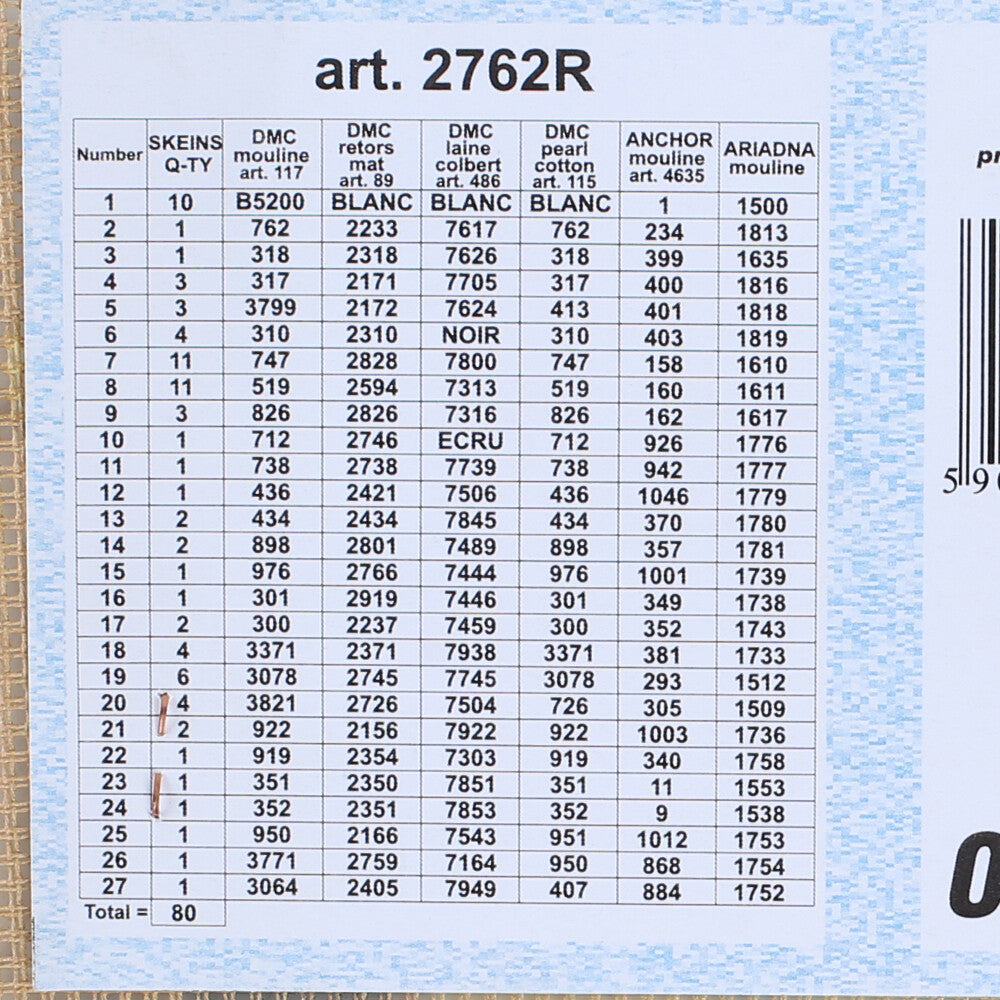 art. 2762R
Number SKEINS Q-TY DMC mouline art. 117 DMC retors mat art. 89 DMC laine colbert art. 486 DMC pearl cotton art. 115 ANCHOR mouline art. 4635 ARIADNA mouline
1 10 B5200 BLANC BLANC BLANC 1 1500
2 1 762 2233 7617 762 234 1813
3 1 318 2318 7626 318 399 1635
4 3 317 2171 7705 317 400 1816
5 3 3799 2172 7624 413 401 1818
6 4 310 2310 NOIR 310 403 1819
7 11 747 2828 7800 747 158 1610
8 11 519 2594 7313 519 160 1611
9 3 826 2826 7316 826 162 1617
10 1 712 2746 ECRU 712 926 1776
11 1 738 2738 7739 738 942 1777
12 1 436 2421 7506 436 1046 1779
13 2 434 2434 7845 434 370 1780
14 2 898 2801 7489 898 357 1781
15 1 976 2766 7444 976 1001 1739
16 1 301 2919 7446 301 349 1738
17 2 300 2237 7459 300 352 1743
18 4 3371 2371 7938 3371 381 1733
19 6 3078 2745 7745 3078 293 1512
20 4 3821 2726 7504 726 305 1509
21 2 922 2156 7922 922 1003 1736
22 1 919 2354 7303 919 340 1758
23 1 351 2350 7851 351 11 1553
24 1 352 2351 7853 352 9 1538
25 1 950 2166 7543 951 1012 1753
26 1 3771 2759 7164 950 868 1754
27 1 3064 2405 7949 407 884 1752
Total = 80
pr
5 9
0